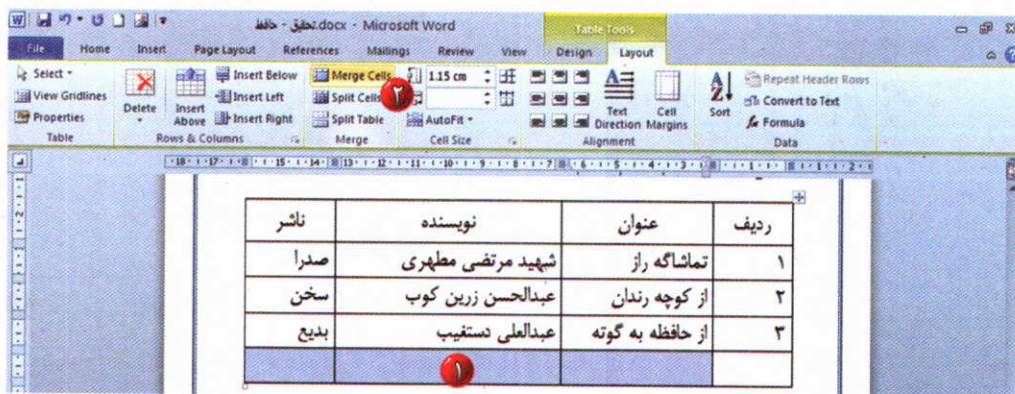 تحقیق - حافظ.docx - Microsoft Word
Table Tools
File Home Insert Page Layout References Mailings Review View Design Layout
Select
View Gridlines
Properties
Table
Delete
Insert Above
Insert Below
Insert Left
Insert Right
Rows & Columns
Merge Cells
Split Cells
Split Table
Merge
۲
1.15 cm
AutoFit
Cell Size
Text Direction
Cell Margins
Alignment
Sort
Repeat Header Rows
Convert to Text
Formula
Data
ردیف عنوان نویسنده ناشر
۱ تماشاگه راز شهید مرتضی مطهری صدرا
۲ از کوچه رندان عبدالحسن زرین کوب سخن
۳ از حافظه به گوته عبدالعلی دستغیب بدیع
۱